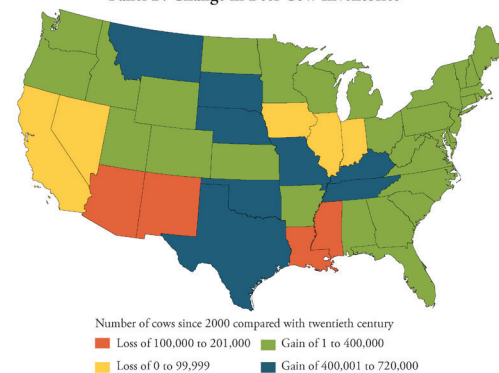 Number of cows since 2000 compared with twentieth century
Loss of 100,000 to 201,000
Gain of 1 to 400,000
Loss of 0 to 99,999
Gain of 400,001 to 720,000